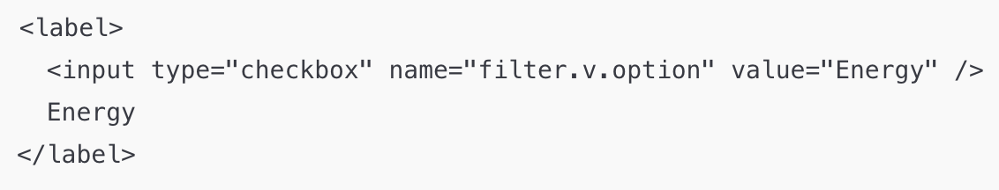 <label>
  <input type="checkbox" name="filter.v.option" value="Energy" />
  Energy
</label>